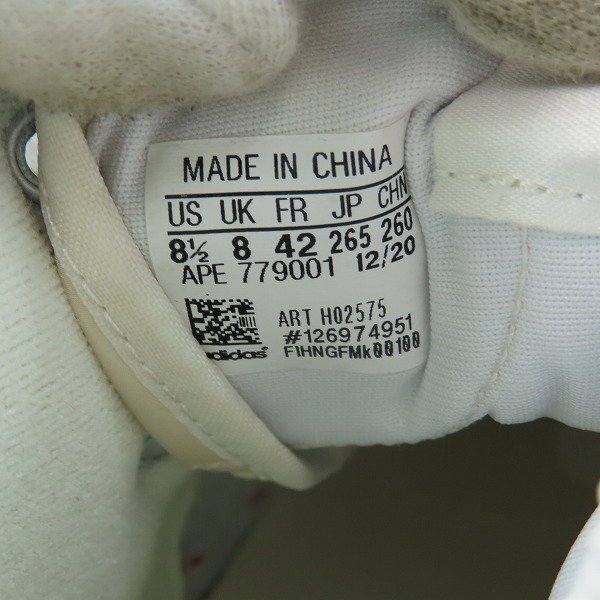 MADE IN CHINA
US UK FR JP CHN
8½ 8 42 265 260
APE 779001 12/20
ART H02575
#126974951
adidas FIHNGFMk00100